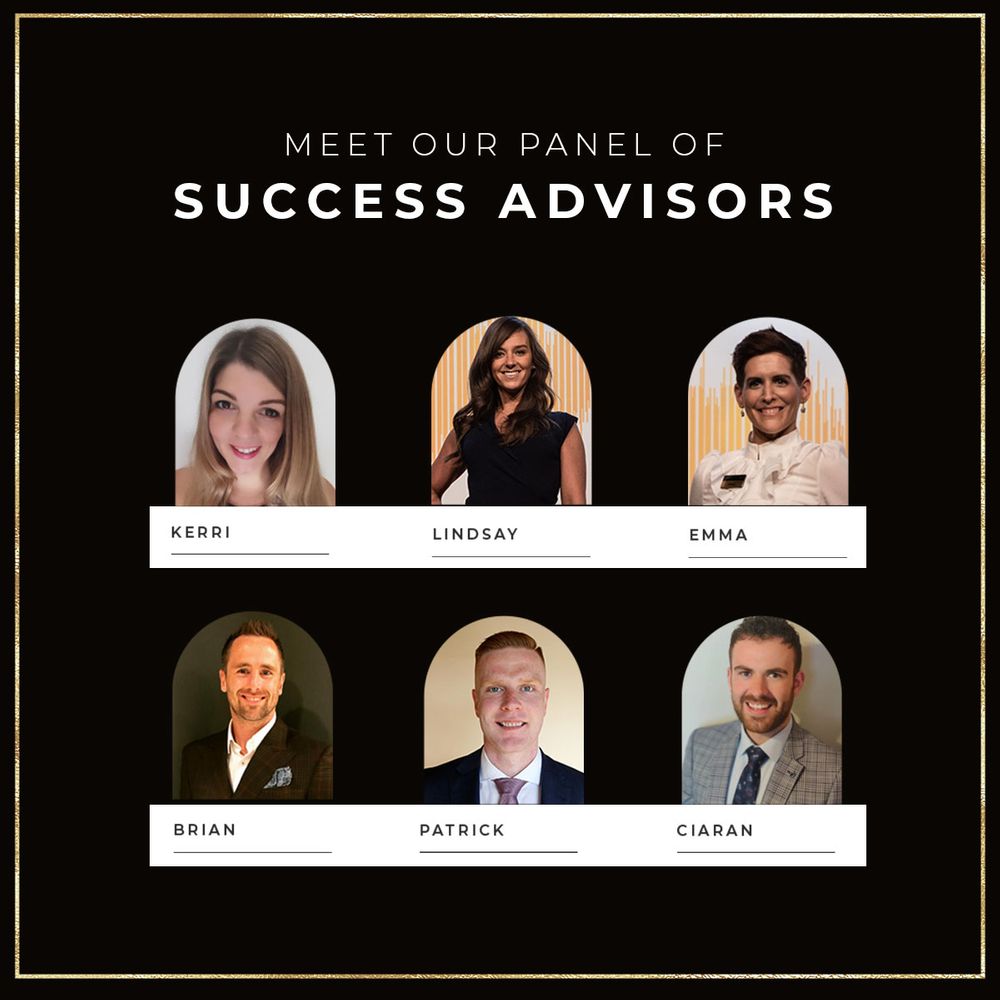 MEET OUR PANEL OF
SUCCESS ADVISORS
KERRI
LINDSAY
EMMA
BRIAN
PATRICK
CIARAN